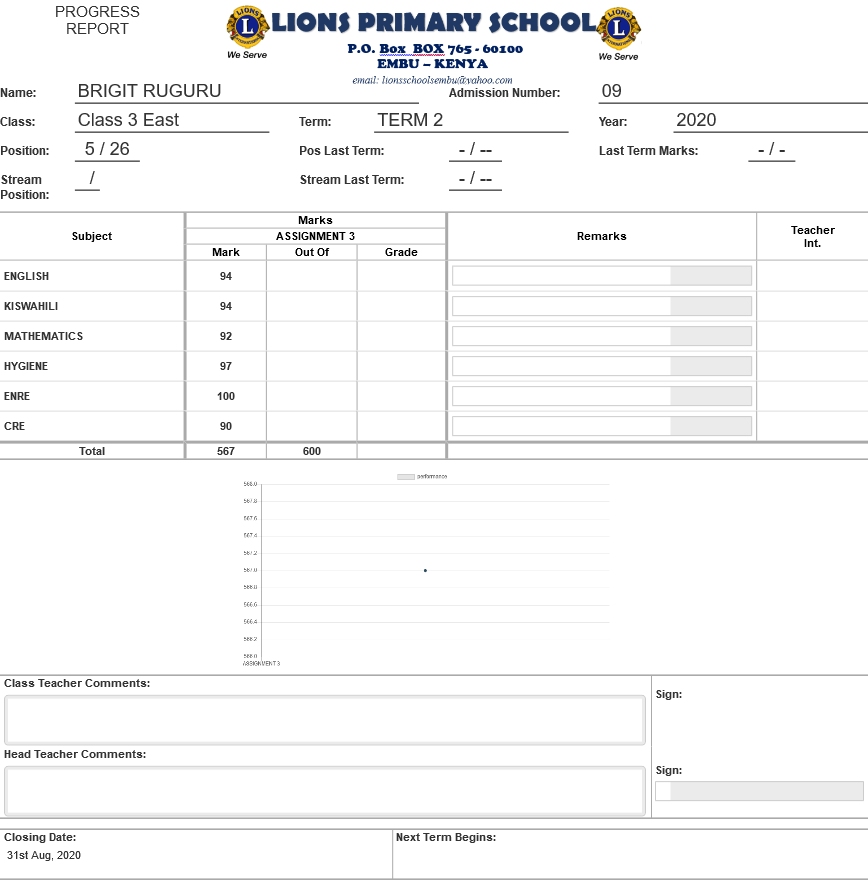 PROGRESS
REPORT
LIONS PRIMARY SCHOOL
We Serve
We Serve
P.O. Box BOX 765 - 60100
EMBU – KENYA
email: lionsschoolsembu@yahoo.com
Name: BRIGIT RUGURU Admission Number: 09
Class: Class 3 East Term: TERM 2 Year: 2020
Position: 5 / 26 Pos Last Term: - / -- Last Term Marks: - / -
Stream Position: / Stream Last Term: - / --
Subject Marks Remarks Teacher Int.
ASSIGNMENT 3
Mark Out Of Grade
ENGLISH 94
KISWAHILI 94
MATHEMATICS 92
HYGIENE 97
ENRE 100
CRE 90
Total 567 600
performance
568.0
567.8
567.6
567.4
567.2
567.0
566.8
566.6
566.4
566.2
566.0
ASSIGNMENT 3
Class Teacher Comments:
Sign:
Head Teacher Comments:
Sign:
Closing Date: Next Term Begins:
31st Aug, 2020